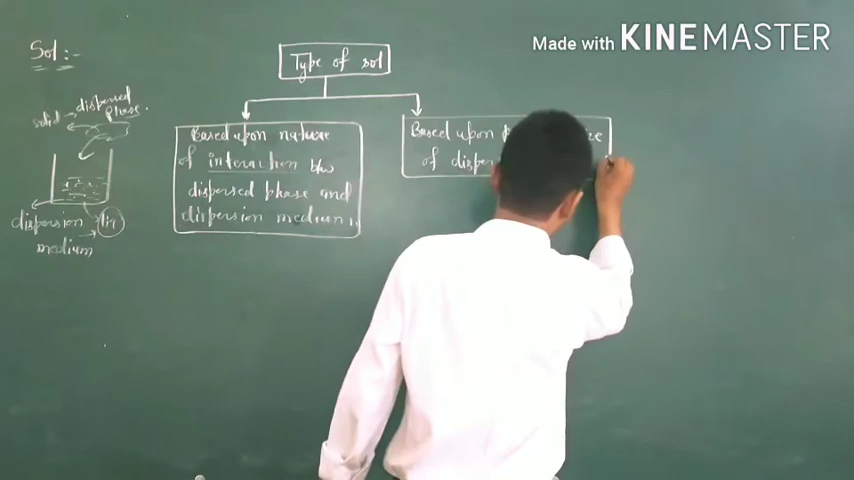 Made with KINEMASTER
Sol :-
Type of sol
solid → dispersed
phase.
Based upon nature
of interaction b/w
dispersed phase and
dispersion medium.
Based upon
of
dispersion
medium